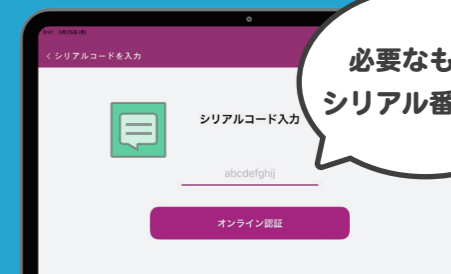 9:41 3月25日(月)
< シリアルコードを入力
必要なも
シリアル番
シリアルコード入力
abcdefghij
オンライン認証